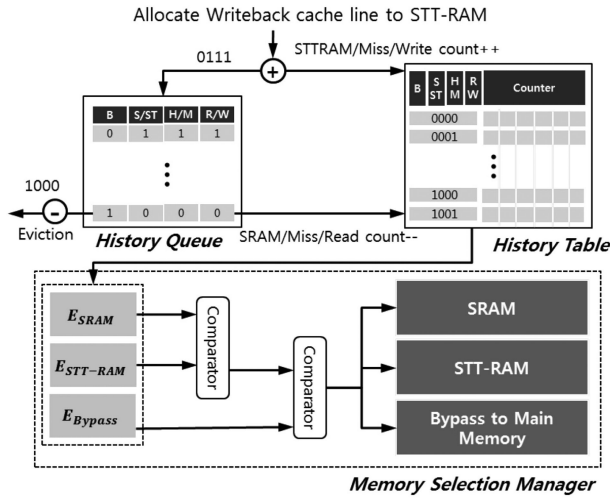 Allocate Writeback cache line to STT-RAM
0111
STTRAM/Miss/Write count++
B S/ST H/M R/W
0 1 1 1
B S ST H M R W Counter
0000
0001
1000
1001
1000
1 0 0 0
Eviction
History Queue
SRAM/Miss/Read count--
History Table
E_SRAM
E_STT−RAM
E_Bypass
Comparator
Comparator
SRAM
STT-RAM
Bypass to Main
Memory
Memory Selection Manager